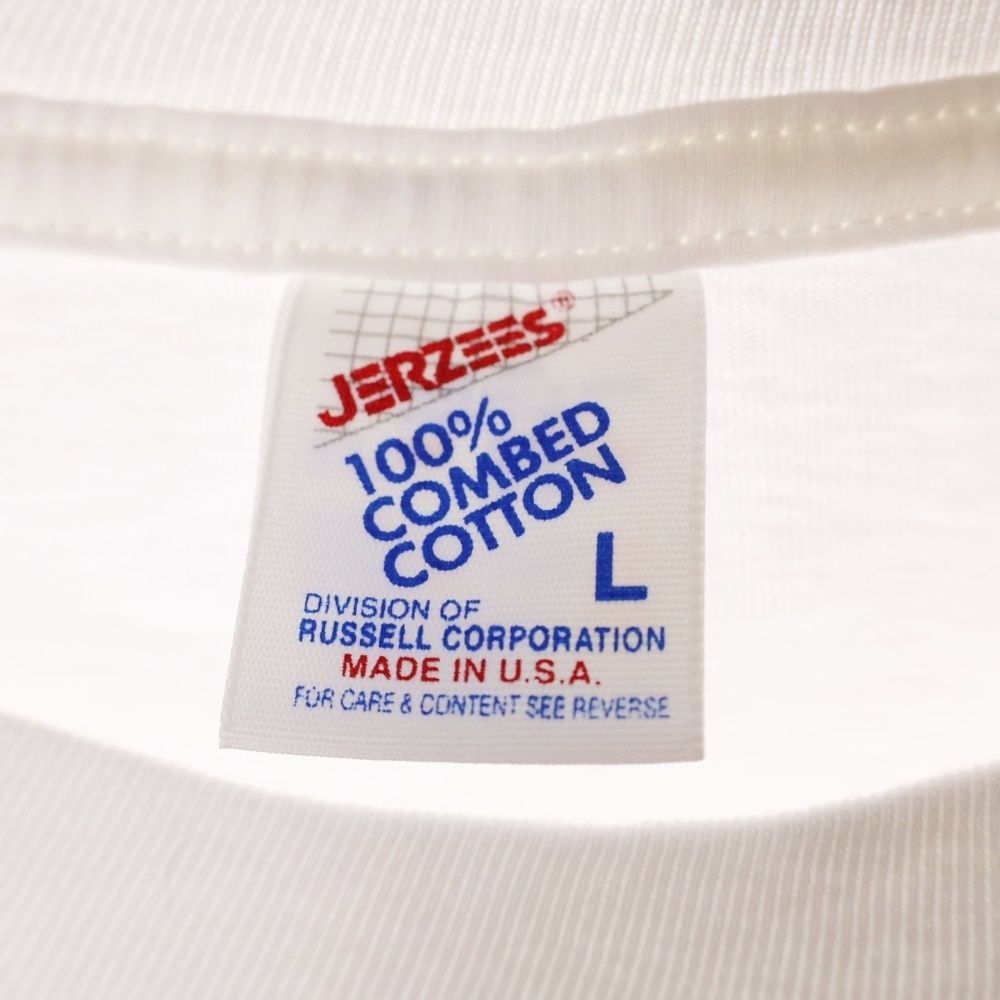 JERZEES®
100%
COMBED
COTTON
L
DIVISION OF
RUSSELL CORPORATION
MADE IN U.S.A.
FOR CARE & CONTENT SEE REVERSE